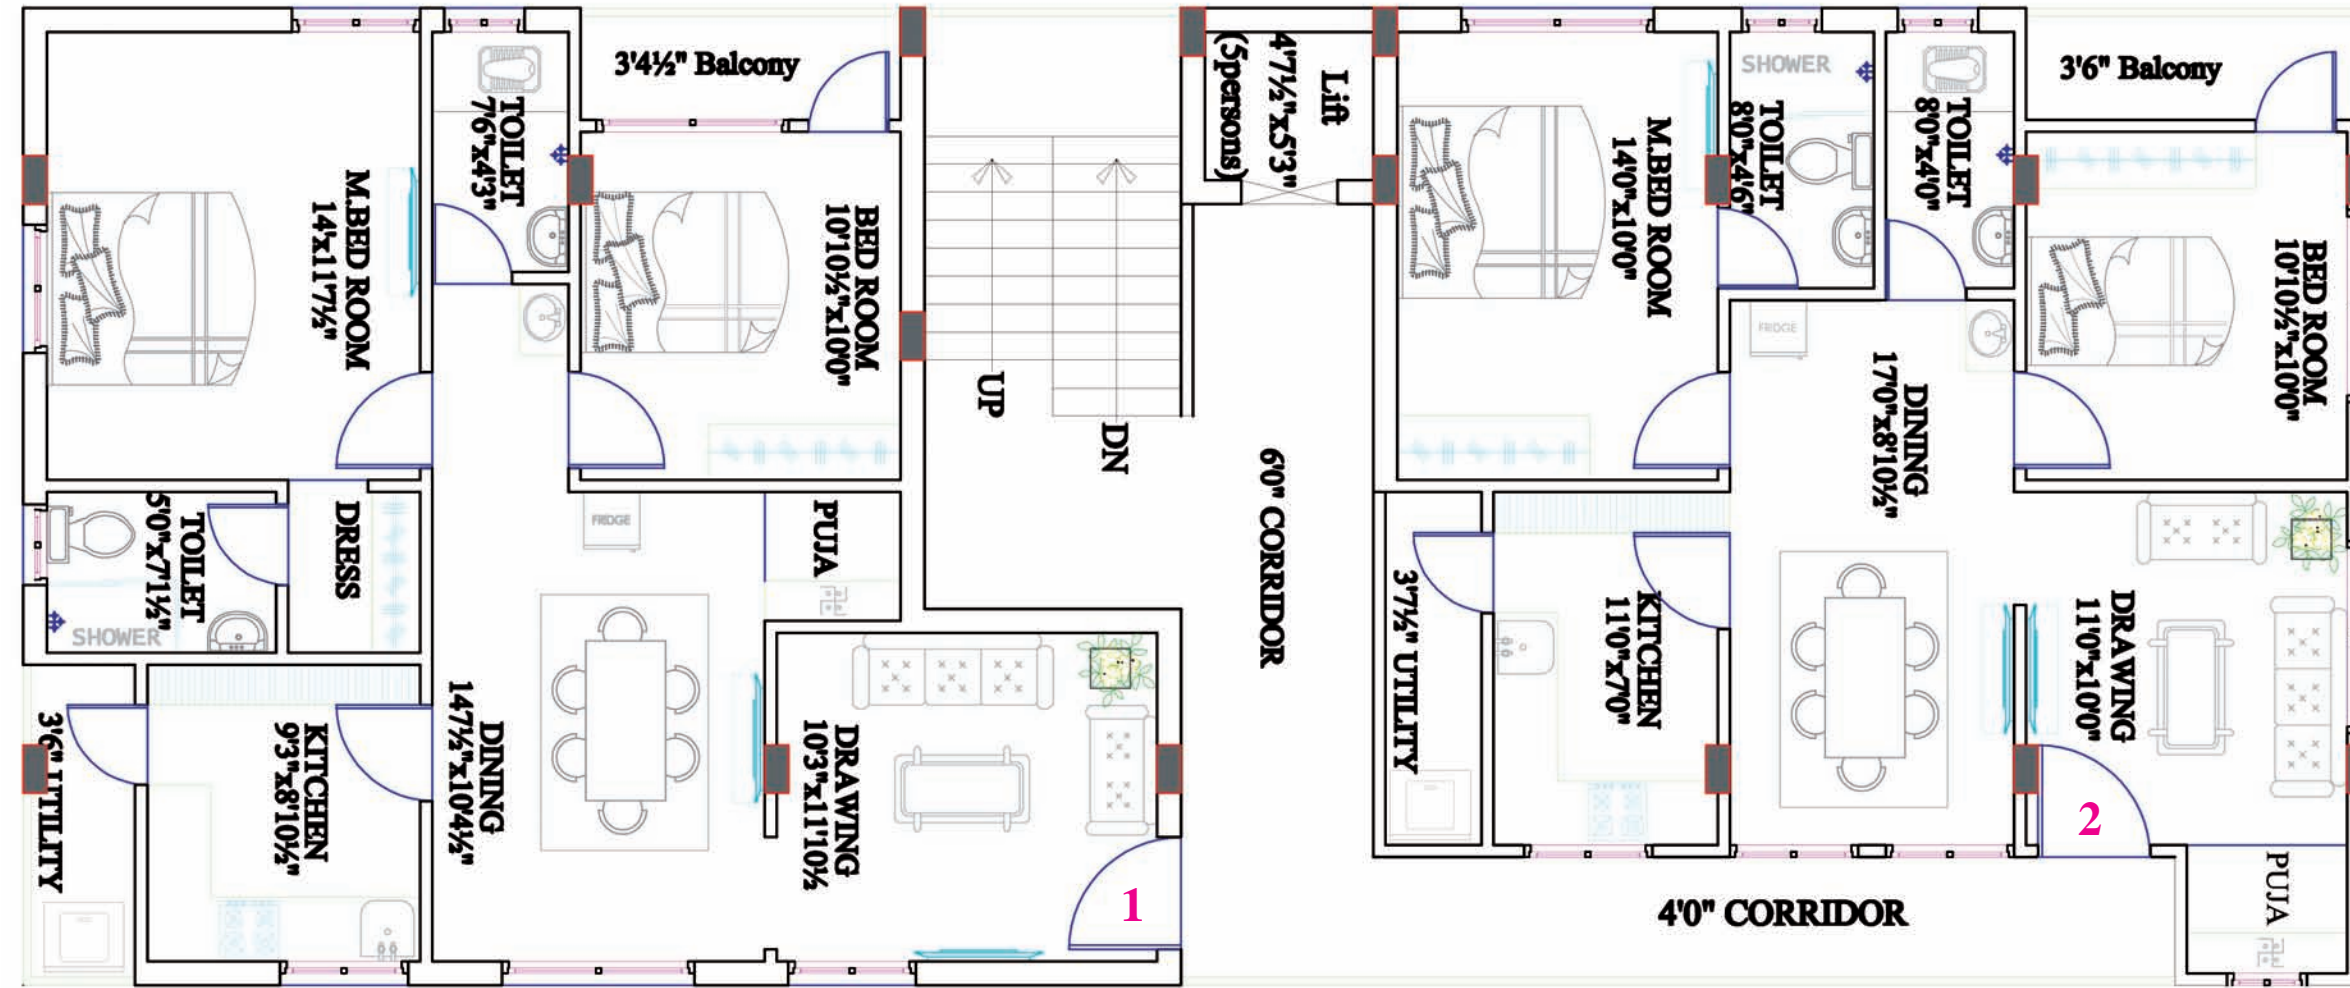 M.BED ROOM
14'x11'7½"
TOILET
7'6"x4'3"
3'4½" Balcony
BED ROOM
10'10½"x10'0"
TOILET
5'0"x7'1½"
SHOWER
DRESS
FRIDGE
PUJA
3'6" UTILITY
KITCHEN
9'3"x8'10½"
DINING
14'7½"x10'4½"
DRAWING
10'3"x11'10½
1
UP
DN
Lift
4'7½"x5'3"
(5persons)
6'0" CORRIDOR
M.BED ROOM
14'0"x10'0"
SHOWER
TOILET
8'0"x4'6"
TOILET
8'0"x4'0"
3'6" Balcony
BED ROOM
10'10½"x10'0"
FRIDGE
DINING
17'0"x8'10½"
3'7½" UTILITY
KITCHEN
11'0"x7'0"
DRAWING
11'0"x10'0"
2
PUJA
4'0" CORRIDOR